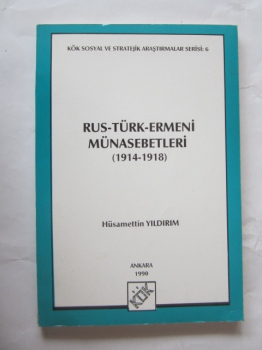 KÖK SOSYAL VE STRATEJİK ARAŞTIRMALAR SERİSİ: 6
RUS-TÜRK-ERMENİ
MÜNASEBETLERİ
(1914-1918)
Hüsamettin YILDIRIM
ANKARA
1990
KÖK